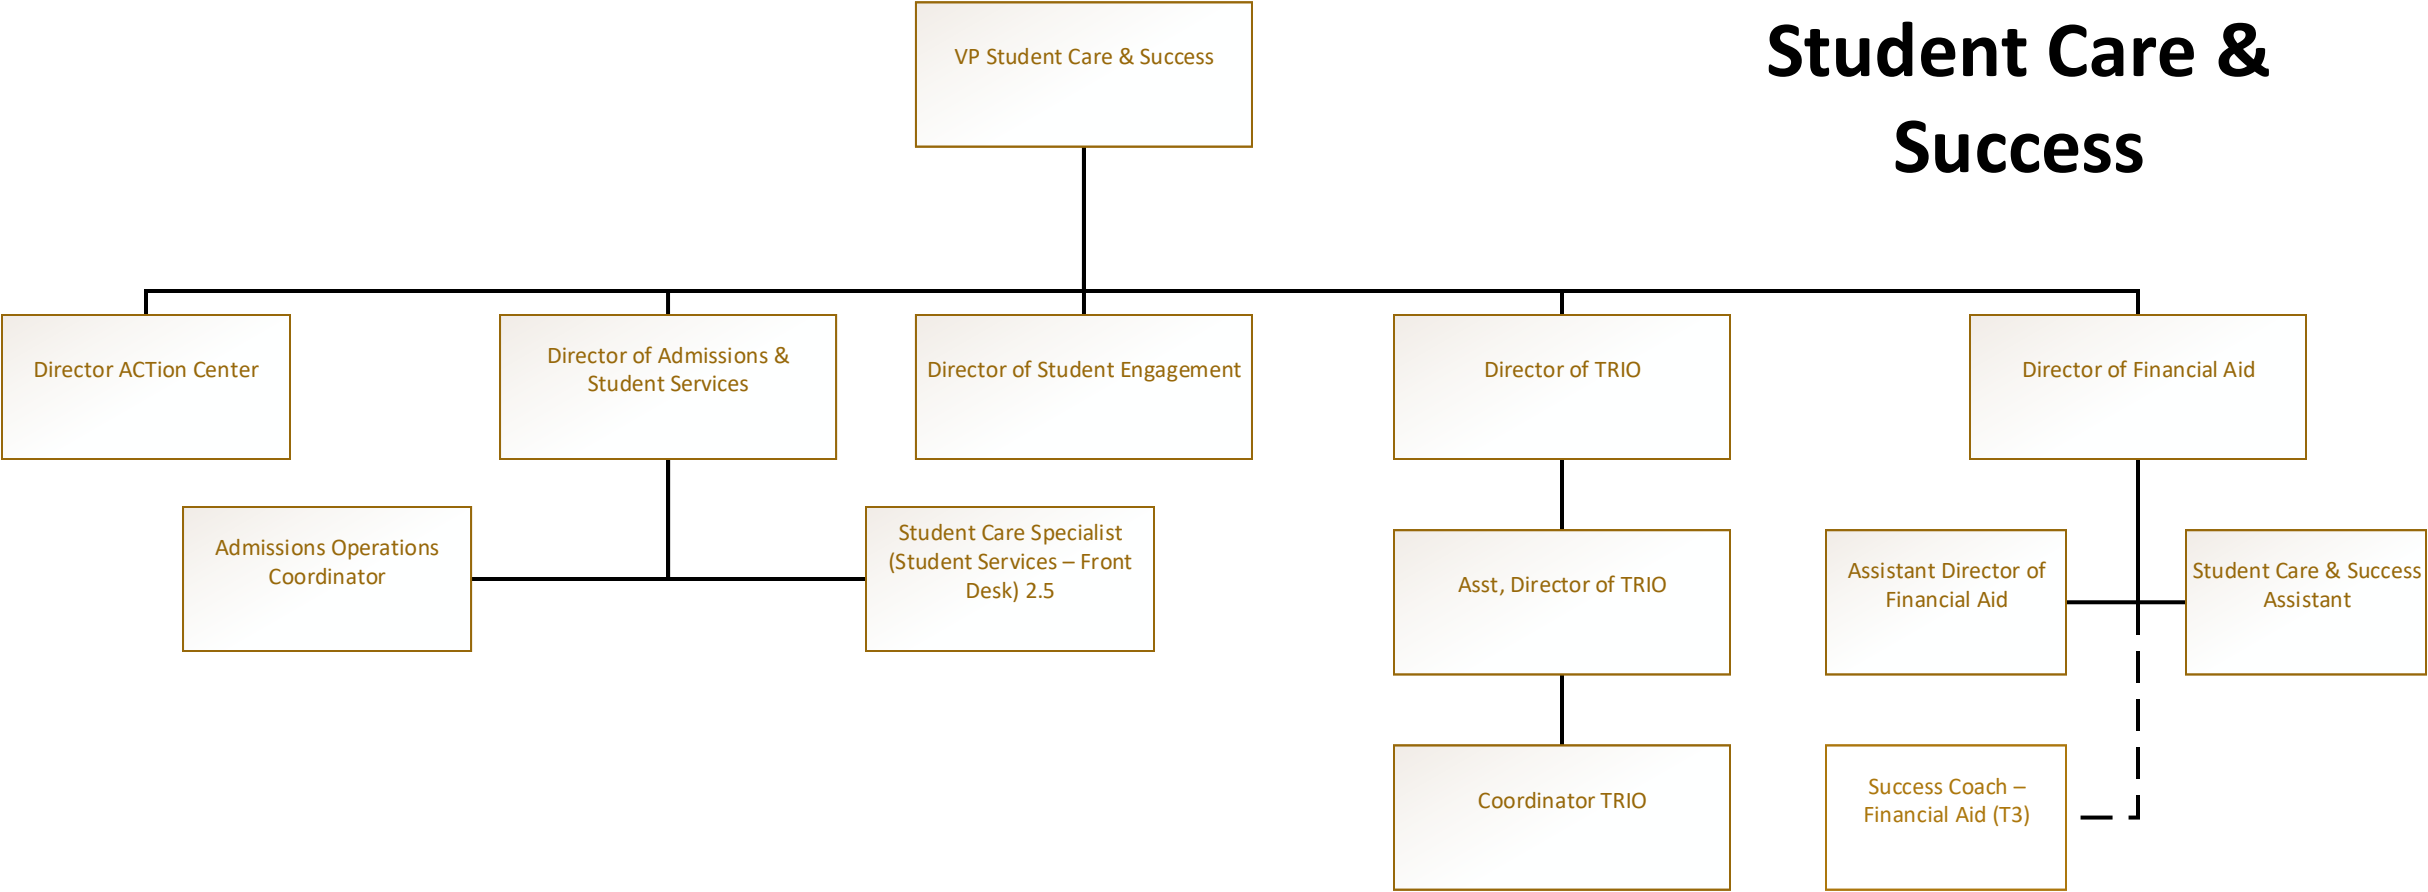 Student Care &
Success
VP Student Care & Success
Director ACTion Center
Director of Admissions &
Student Services
Director of Student Engagement
Director of TRIO
Director of Financial Aid
Admissions Operations
Coordinator
Student Care Specialist
(Student Services – Front
Desk) 2.5
Asst, Director of TRIO
Assistant Director of
Financial Aid
Student Care & Success
Assistant
Coordinator TRIO
Success Coach –
Financial Aid (T3)